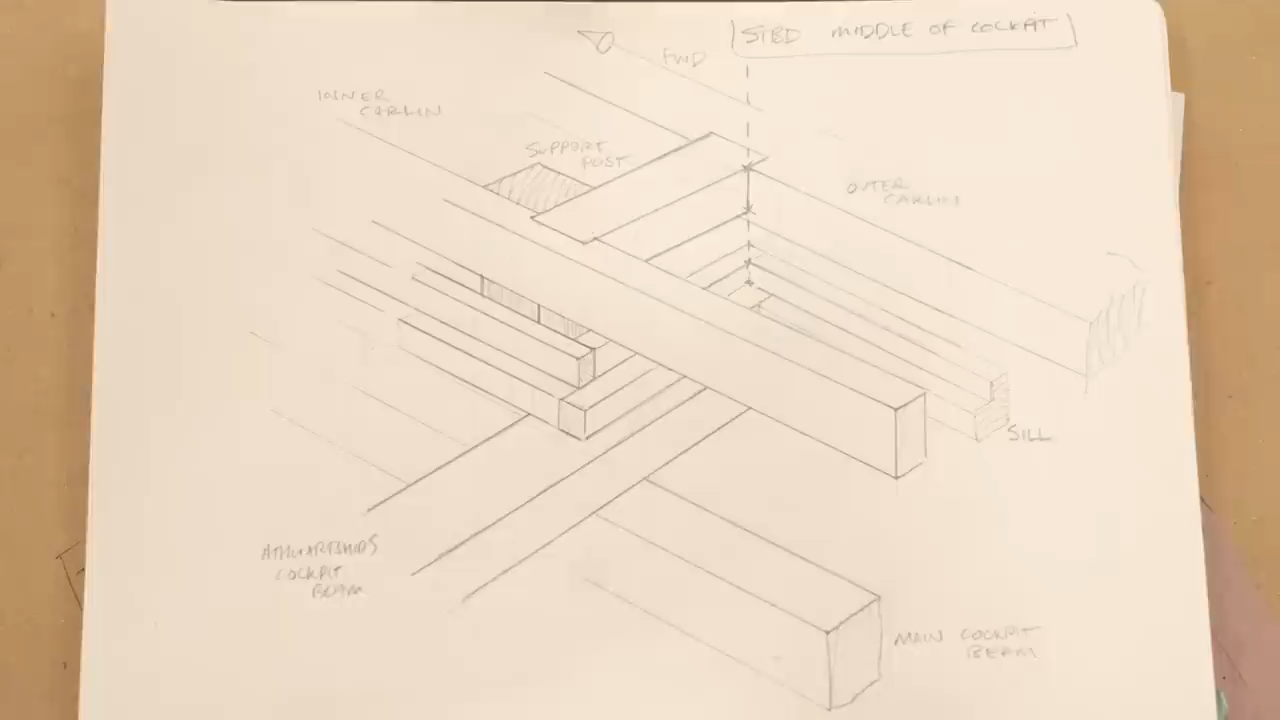 STBD MIDDLE OF COCKPIT
FWD
INNER
CARLIN
SUPPORT
POST
OUTER
CARLIN
SILL
ATHWARTSHIPS
COCKPIT
BEAM
MAIN COCKPIT
BEAM